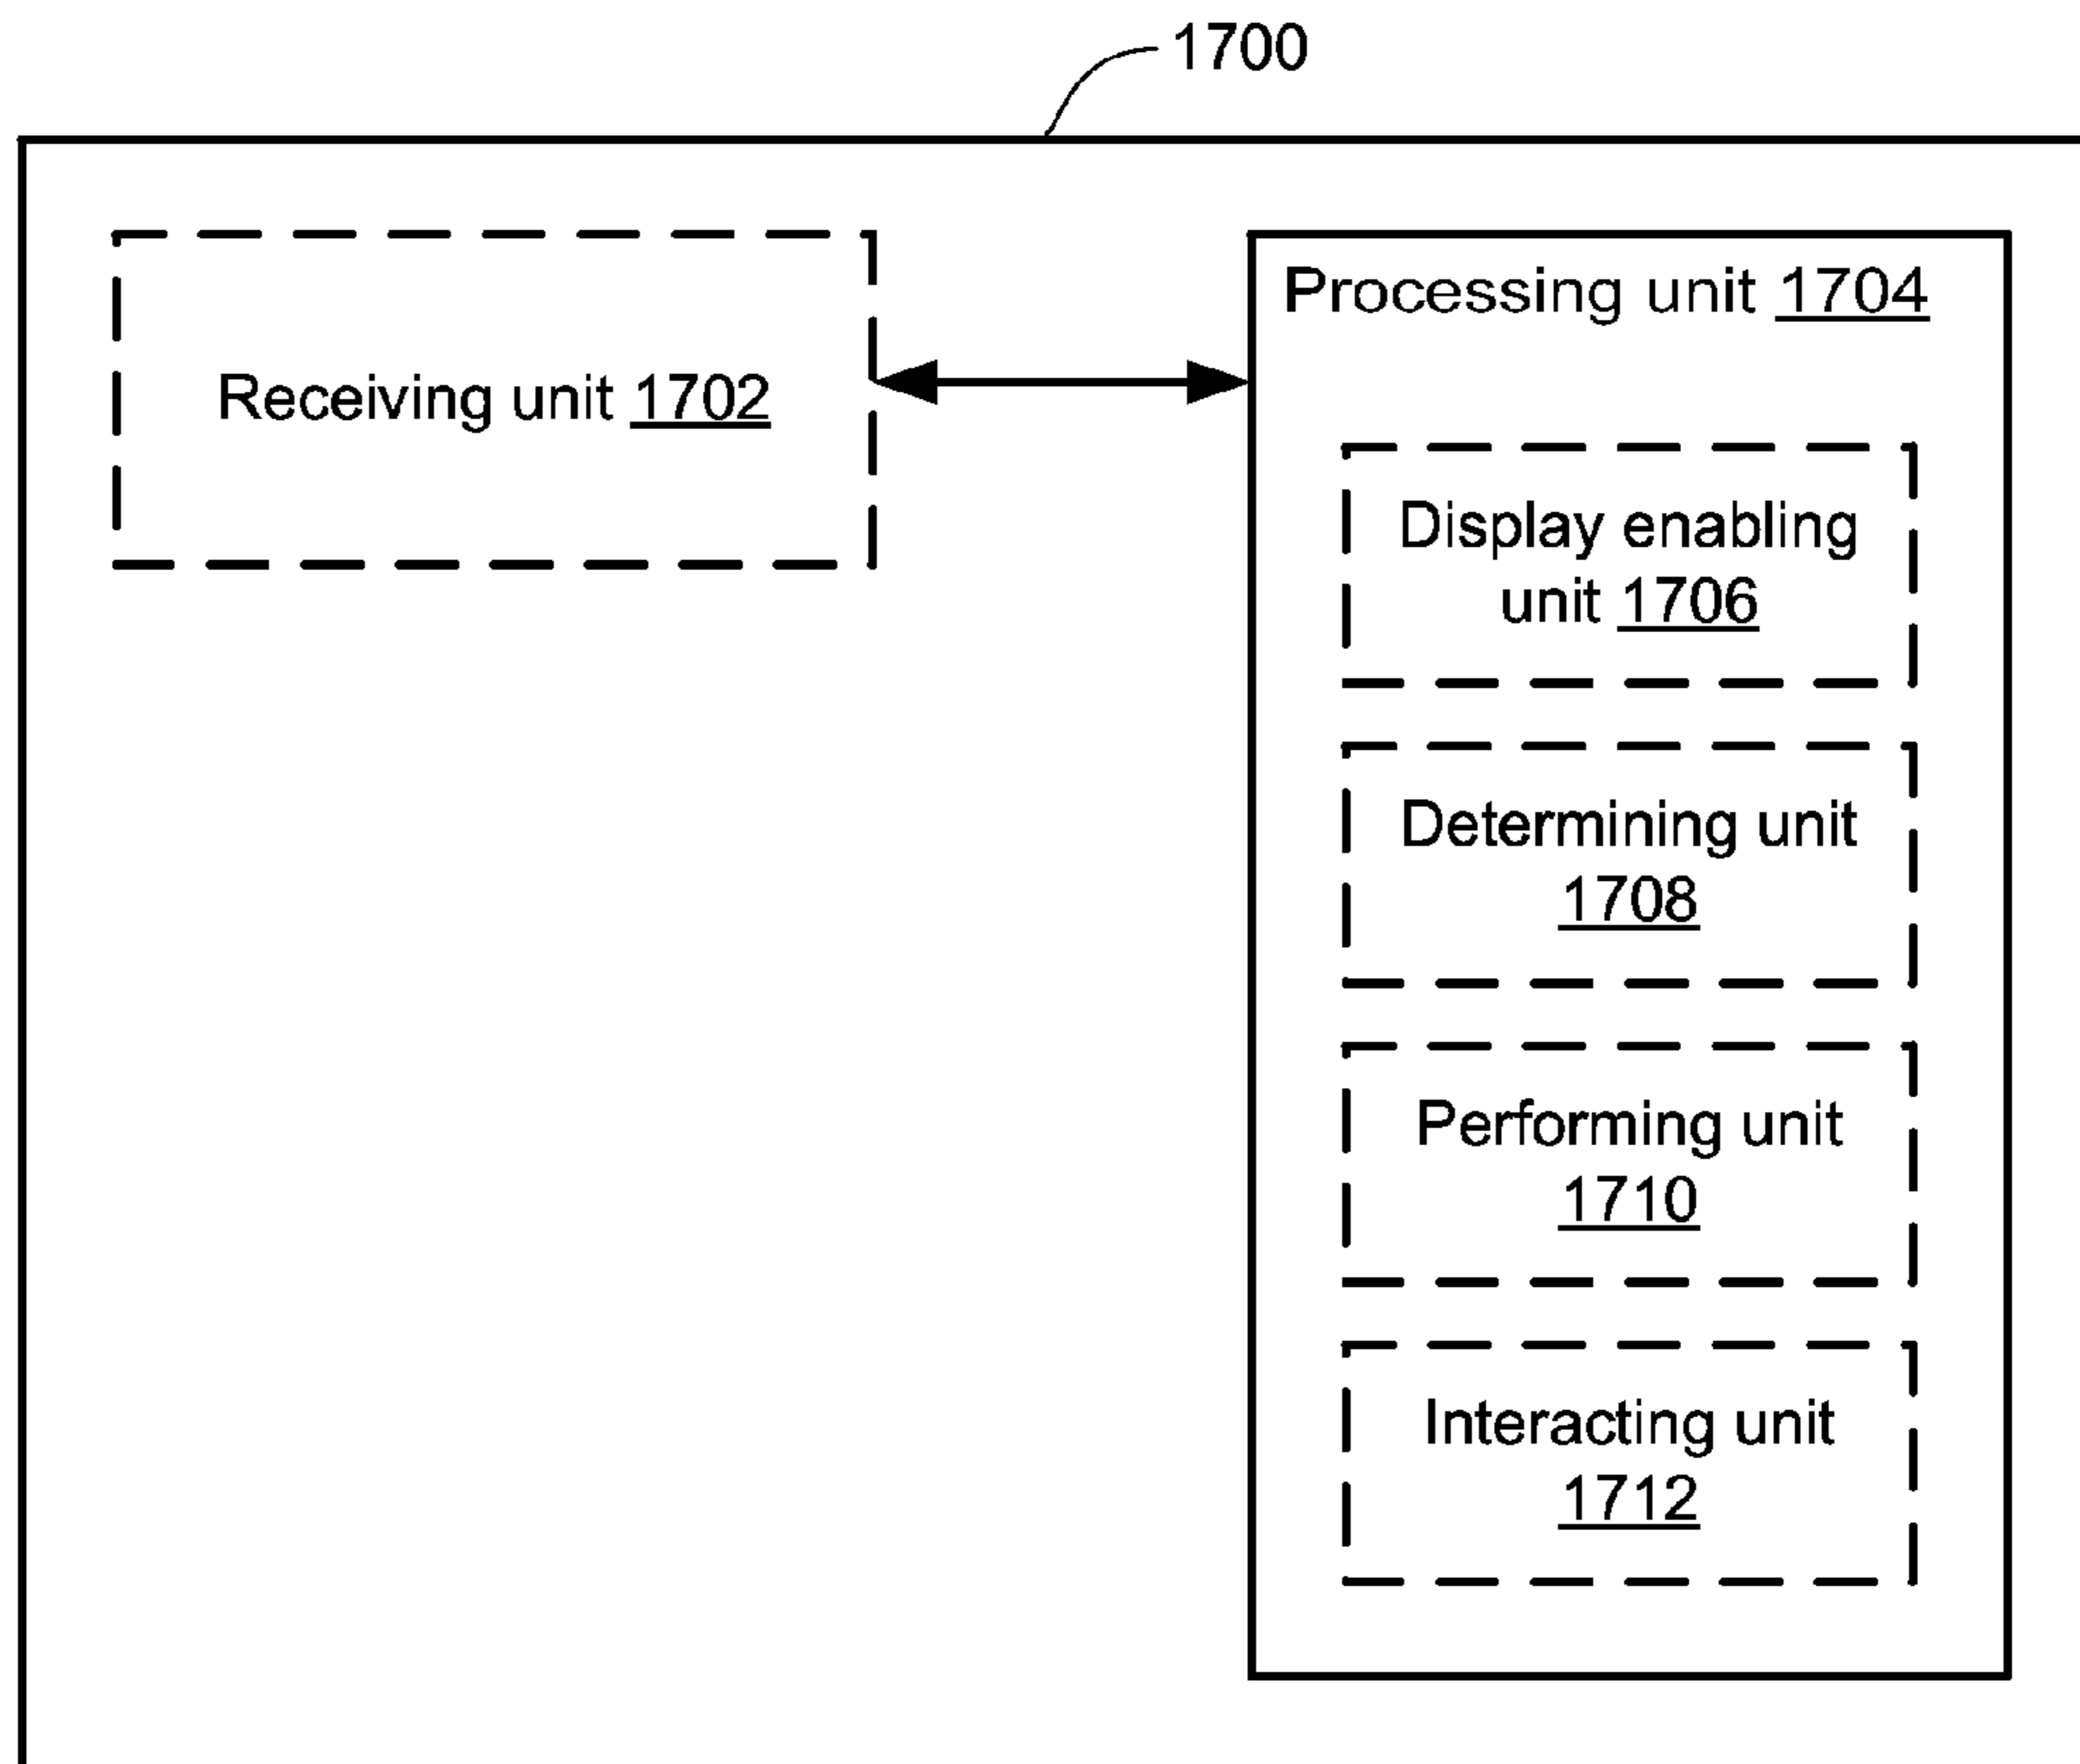 1700
Receiving unit 1702
Processing unit 1704
Display enabling
unit 1706
Determining unit
1708
Performing unit
1710
Interacting unit
1712